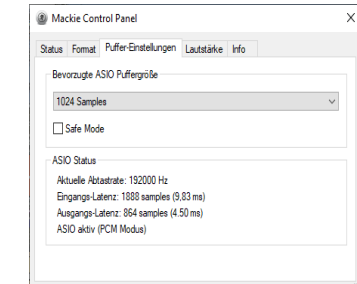 Mackie Control Panel
Status Format Puffer-Einstellungen Lautstärke Info
Bevorzugte ASIO Puffergröße
1024 Samples
Safe Mode
ASIO Status
Aktuelle Abtastrate: 192000 Hz
Eingangs-Latenz: 1888 samples (9,83 ms)
Ausgangs-Latenz: 864 samples (4.50 ms)
ASIO aktiv (PCM Modus)